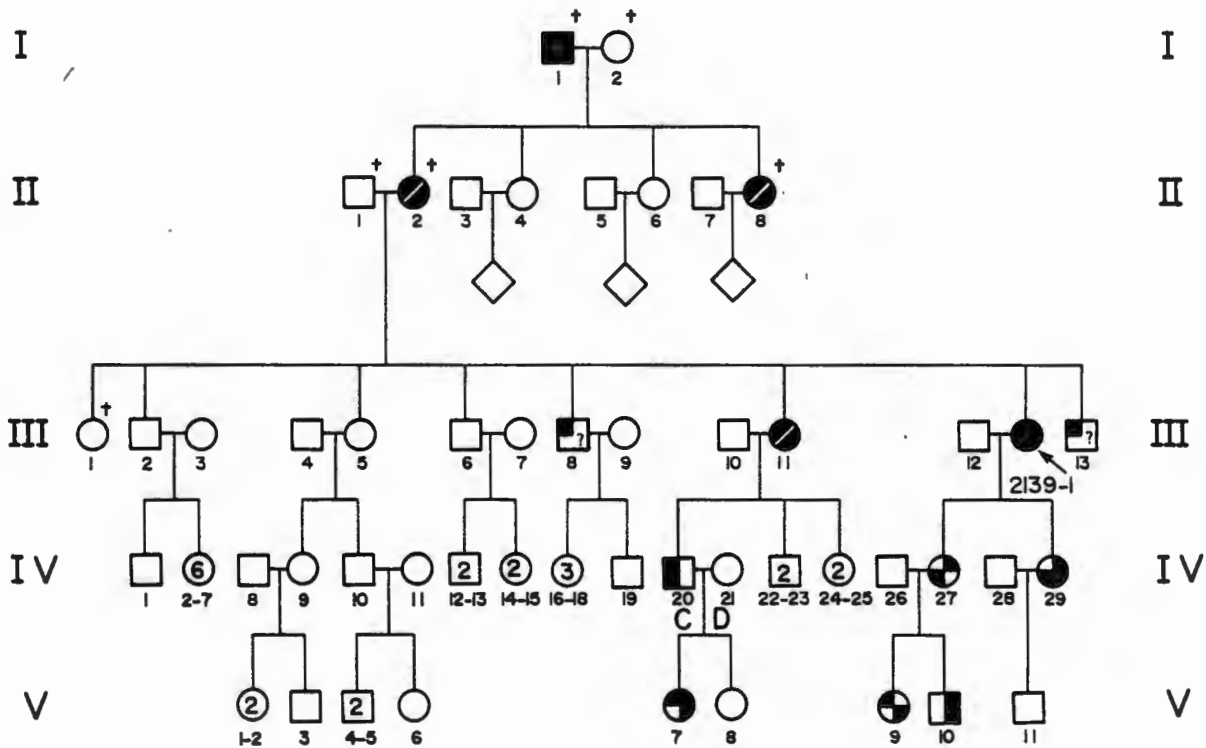 † †
I I
1 2
† † †
II II
1 2 3 4 5 6 7 8
†
III ? ? III
1 2 3 4 5 6 7 8 9 10 11 12 13
2139-1
IV 6 2 2 3 2 2 IV
1 2-7 8 9 10 11 12-13 14-15 16-18 19 20 21 22-23 24-25 26 27 28 29
C D
V 2 2 V
1-2 3 4-5 6 7 8 9 10 11